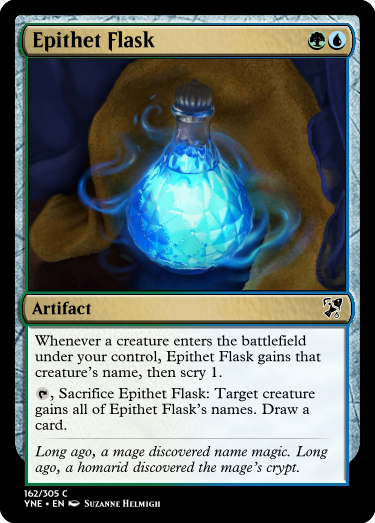 Epithet Flask
Artifact
Whenever a creature enters the battlefield
under your control, Epithet Flask gains that
creature's name, then scry 1.
, Sacrifice Epithet Flask: Target creature
gains all of Epithet Flask's names. Draw a
card.
Long ago, a mage discovered name magic. Long
ago, a homarid discovered the mage's crypt.
162/305 C
YNE • EN Suzanne Helmigh